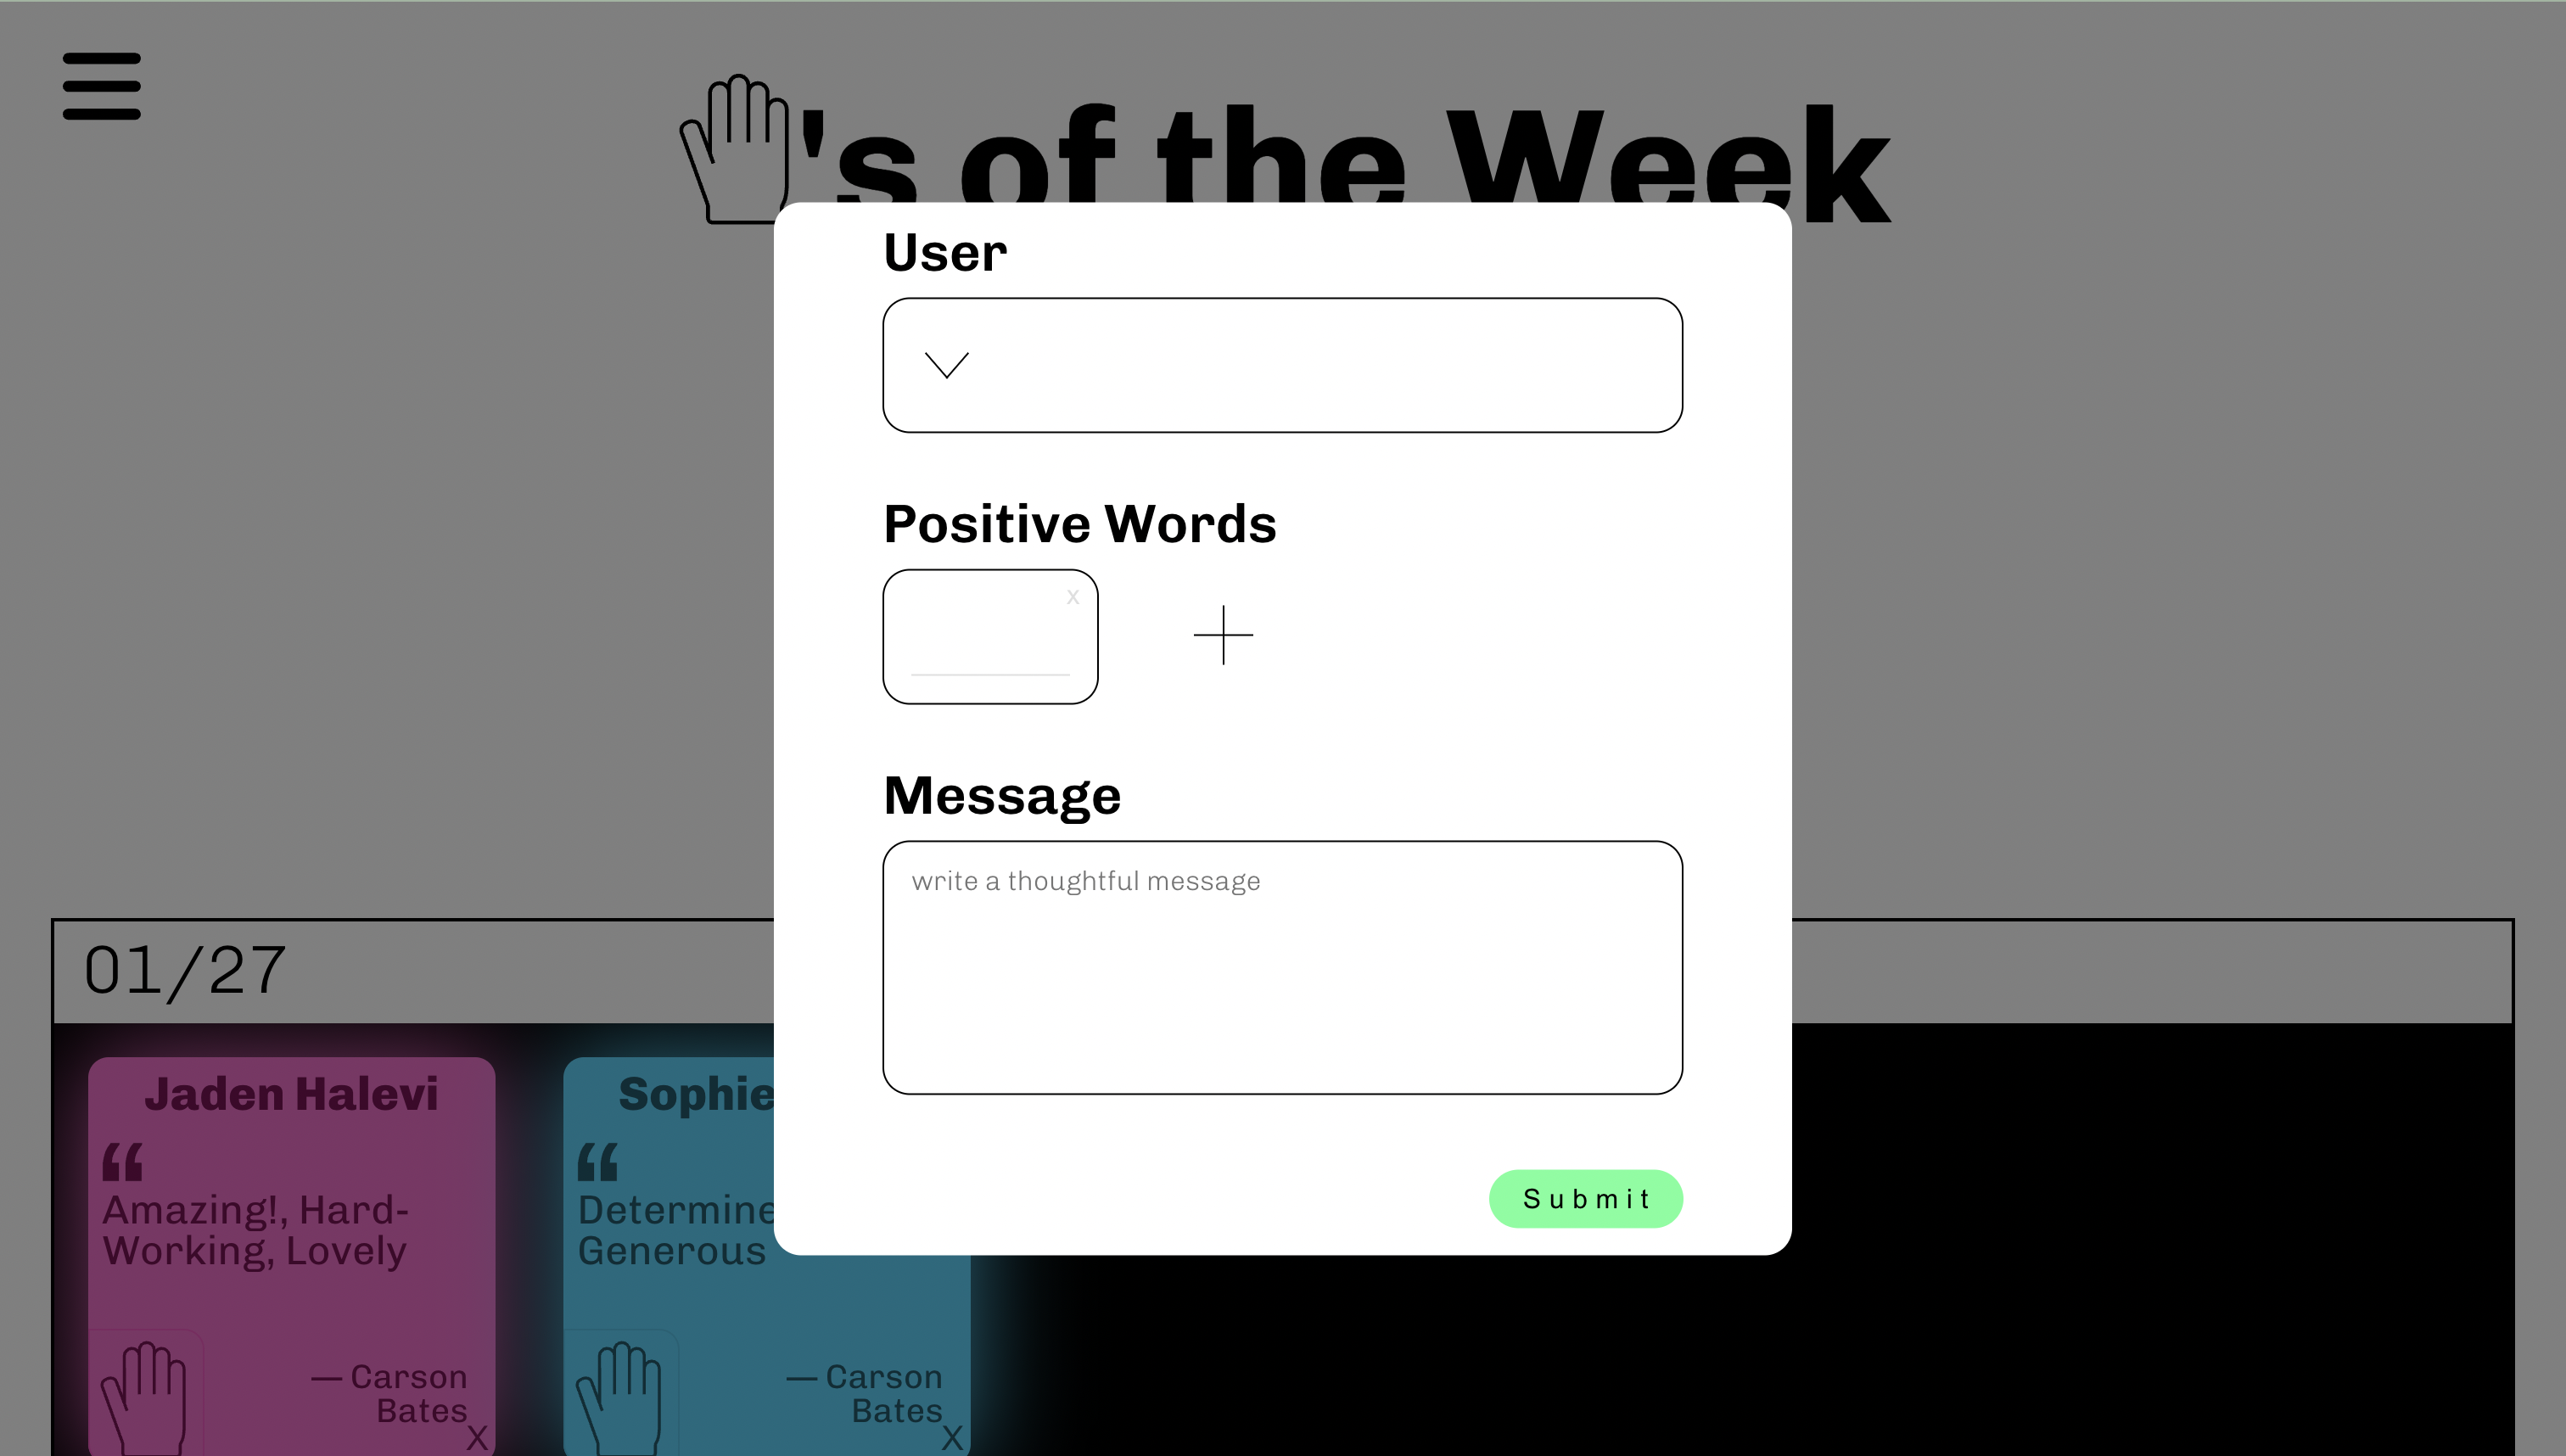 's of the Week
User
Positive Words
x
Message
write a thoughtful message
Submit
01/27
Jaden Halevi
“
Amazing!, Hard-
Working, Lovely
— Carson
Bates
X
Sophie
“
Determine
Generous
— Carson
Bates
X